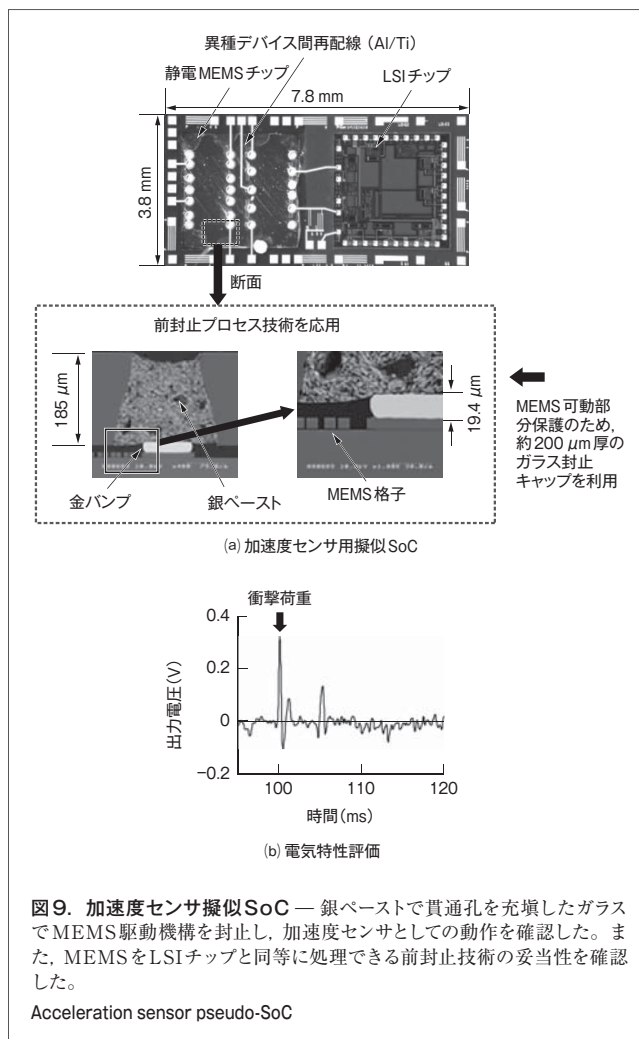 異種デバイス間再配線（Al/Ti）
静電MEMSチップ
LSIチップ
7.8 mm
3.8 mm
断面
前封止プロセス技術を応用
185 µm
19.4 µm
金バンプ
銀ペースト
MEMS格子
MEMS可動部
分保護のため，
約200 µm厚の
ガラス封止
キャップを利用
(a) 加速度センサ用擬似SoC
衝撃荷重
0.4
0.2
0
−0.2
出力電圧（V）
100
110
120
時間（ms）
(b) 電気特性評価
図9．加速度センサ擬似SoC — 銀ペーストで貫通孔を充塡したガラス
でMEMS駆動機構を封止し，加速度センサとしての動作を確認した。ま
た，MEMSをLSIチップと同等に処理できる前封止技術の妥当性を確認
した。
Acceleration sensor pseudo-SoC